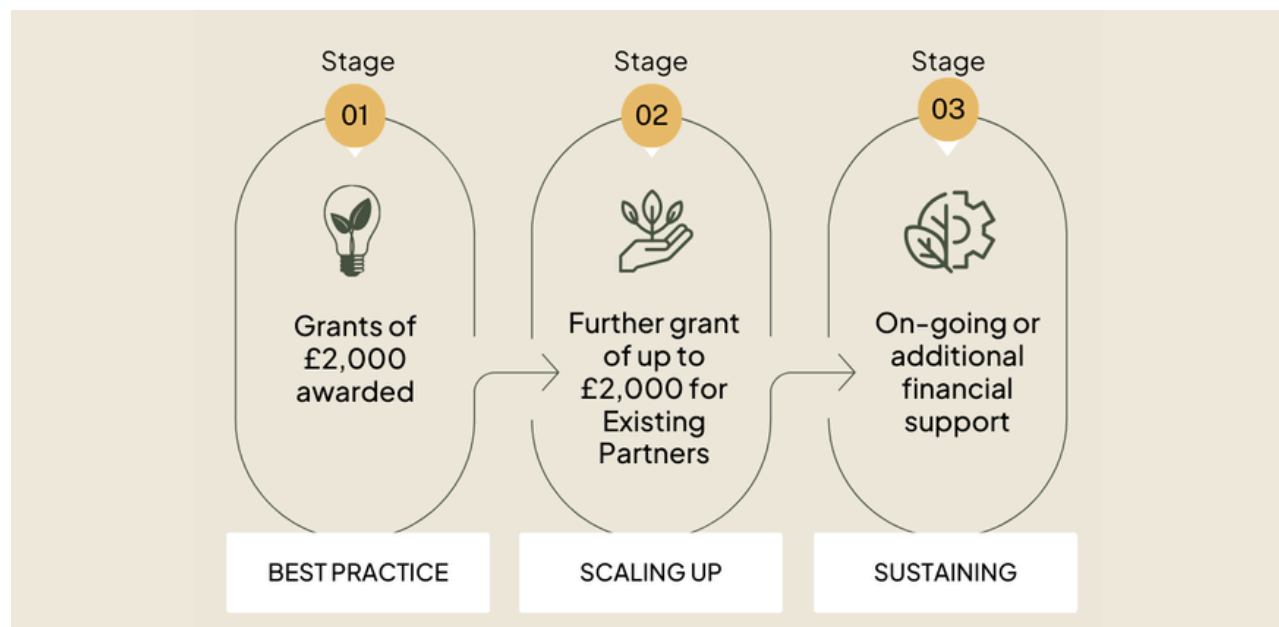 Stage
01
Grants of
£2,000
awarded
BEST PRACTICE
Stage
02
Further grant
of up to
£2,000 for
Existing
Partners
SCALING UP
Stage
03
On-going or
additional
financial
support
SUSTAINING